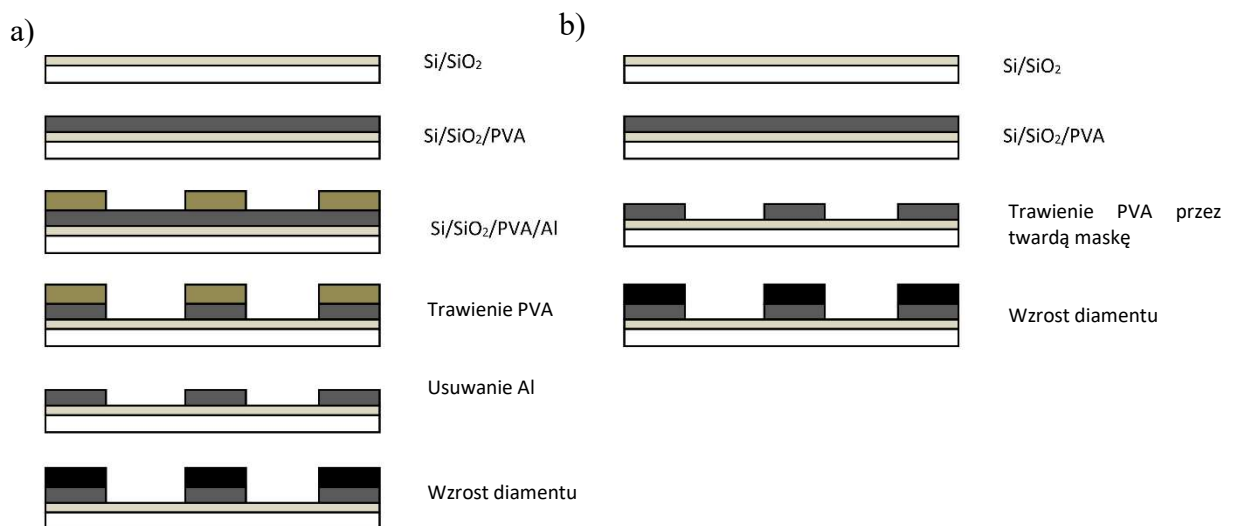 a)
Si/SiO₂
Si/SiO₂/PVA
Si/SiO₂/PVA/Al
Trawienie PVA
Usuwanie Al
Wzrost diamentu
b)
Si/SiO₂
Si/SiO₂/PVA
Trawienie PVA przez
twardą maskę
Wzrost diamentu